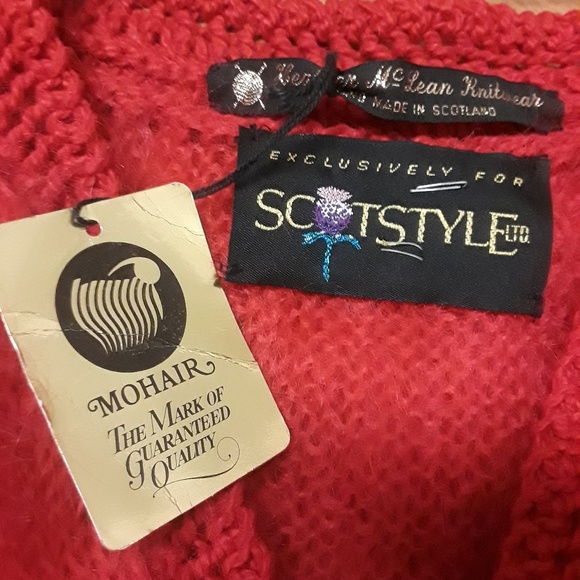 McLean Knitwear
MADE IN SCOTLAND
EXCLUSIVELY FOR
SCOTSTYLE LTD.
MOHAIR
THE MARK OF
GUARANTEED
QUALITY